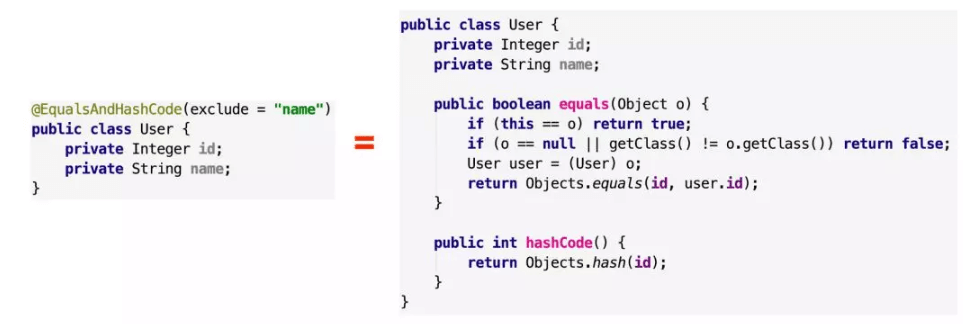 @EqualsAndHashCode(exclude = "name")
public class User {
    private Integer id;
    private String name;
}
=
public class User {
    private Integer id;
    private String name;

    public boolean equals(Object o) {
        if (this == o) return true;
        if (o == null || getClass() != o.getClass()) return false;
        User user = (User) o;
        return Objects.equals(id, user.id);
    }

    public int hashCode() {
        return Objects.hash(id);
    }
}